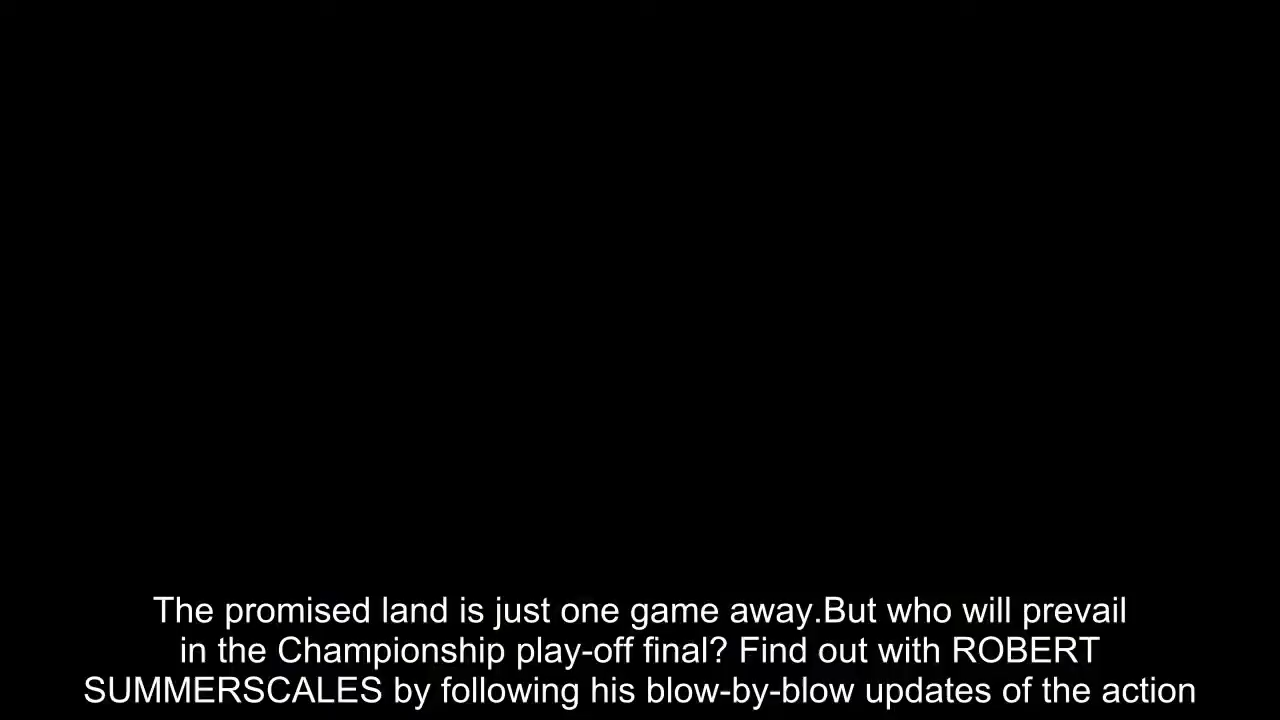 The promised land is just one game away.But who will prevail
in the Championship play-off final? Find out with ROBERT
SUMMERSCALES by following his blow-by-blow updates of the action